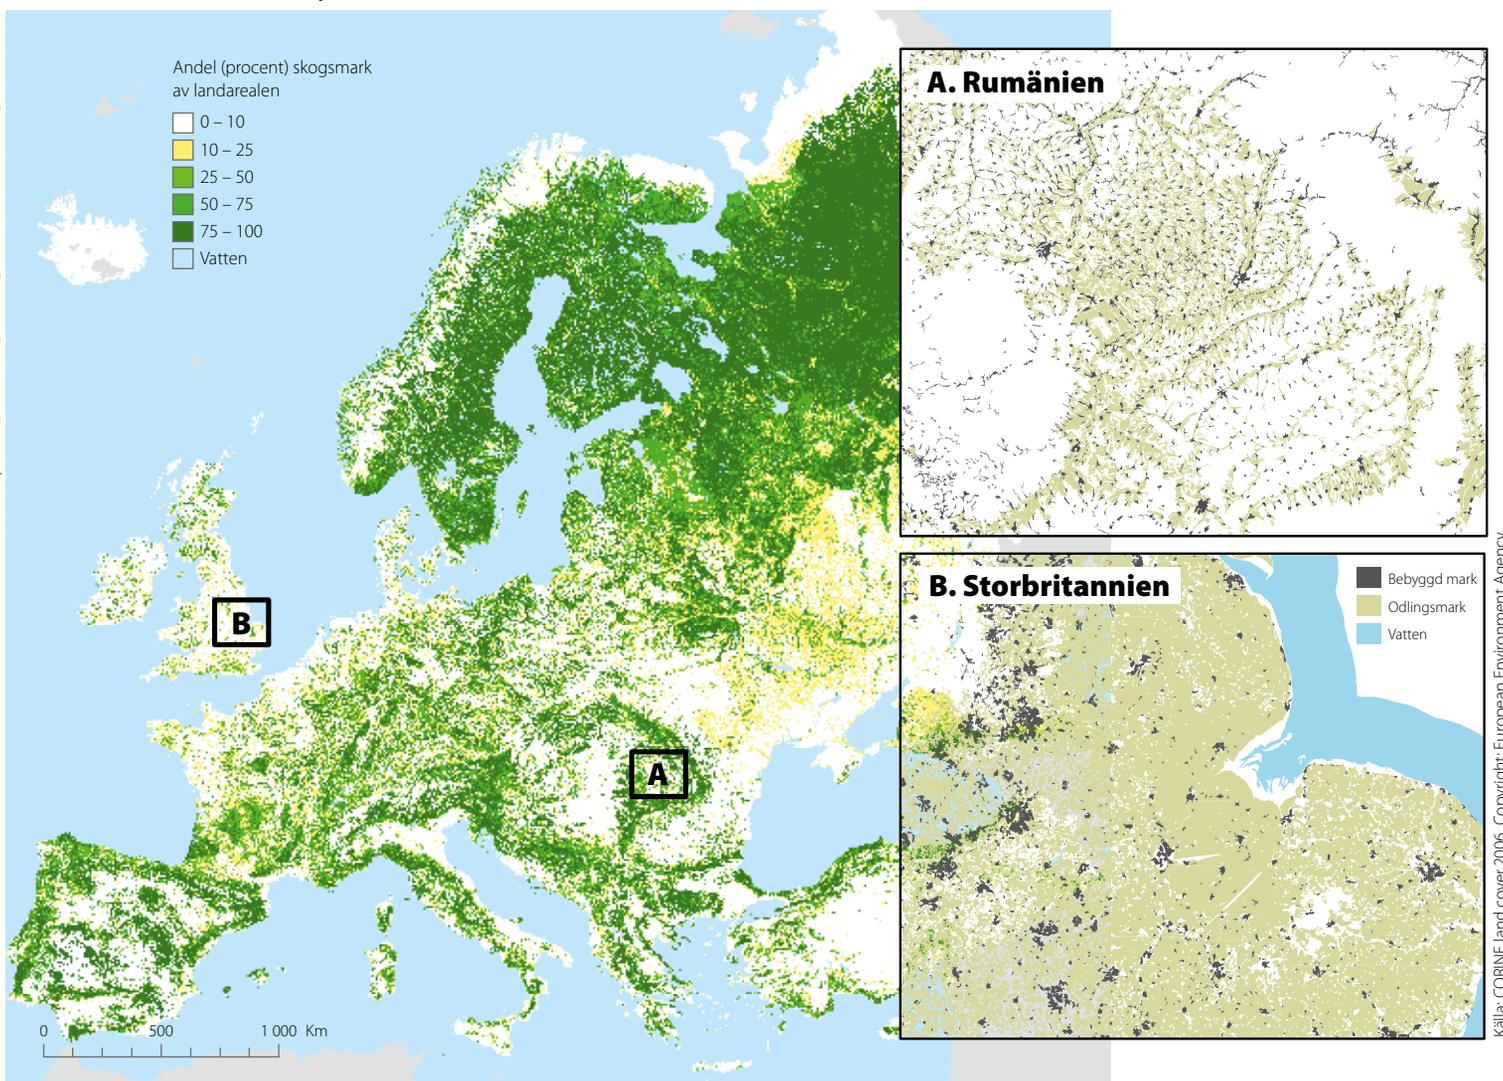 Andel (procent) skogsmark
av landarealen
0 – 10
10 – 25
25 – 50
50 – 75
75 – 100
Vatten
A. Rumänien
B. Storbritannien
Bebyggd mark
Odlingsmark
Vatten
B
A
0 500 1 000 Km
Källa: CORINE land cover 2006. Copyright: European Environment Agency